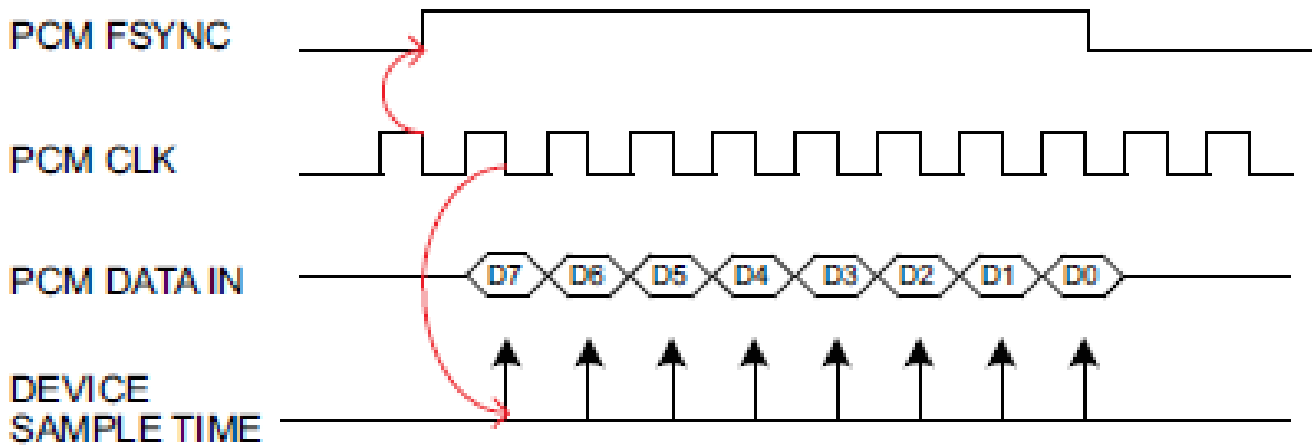 PCM FSYNC
PCM CLK
PCM DATA IN
D7 D6 D5 D4 D3 D2 D1 D0
DEVICE
SAMPLE TIME